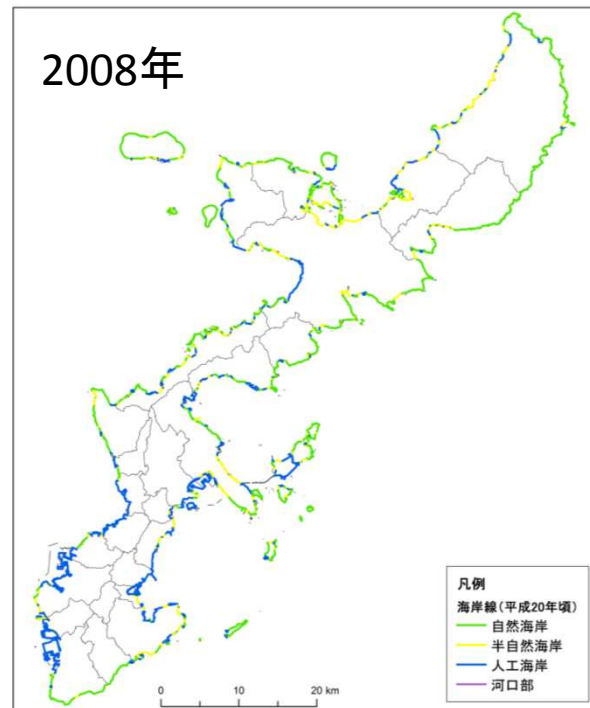 2008年
凡例
海岸線(平成20年頃)
自然海岸
半自然海岸
人工海岸
河口部
0 10 20 km